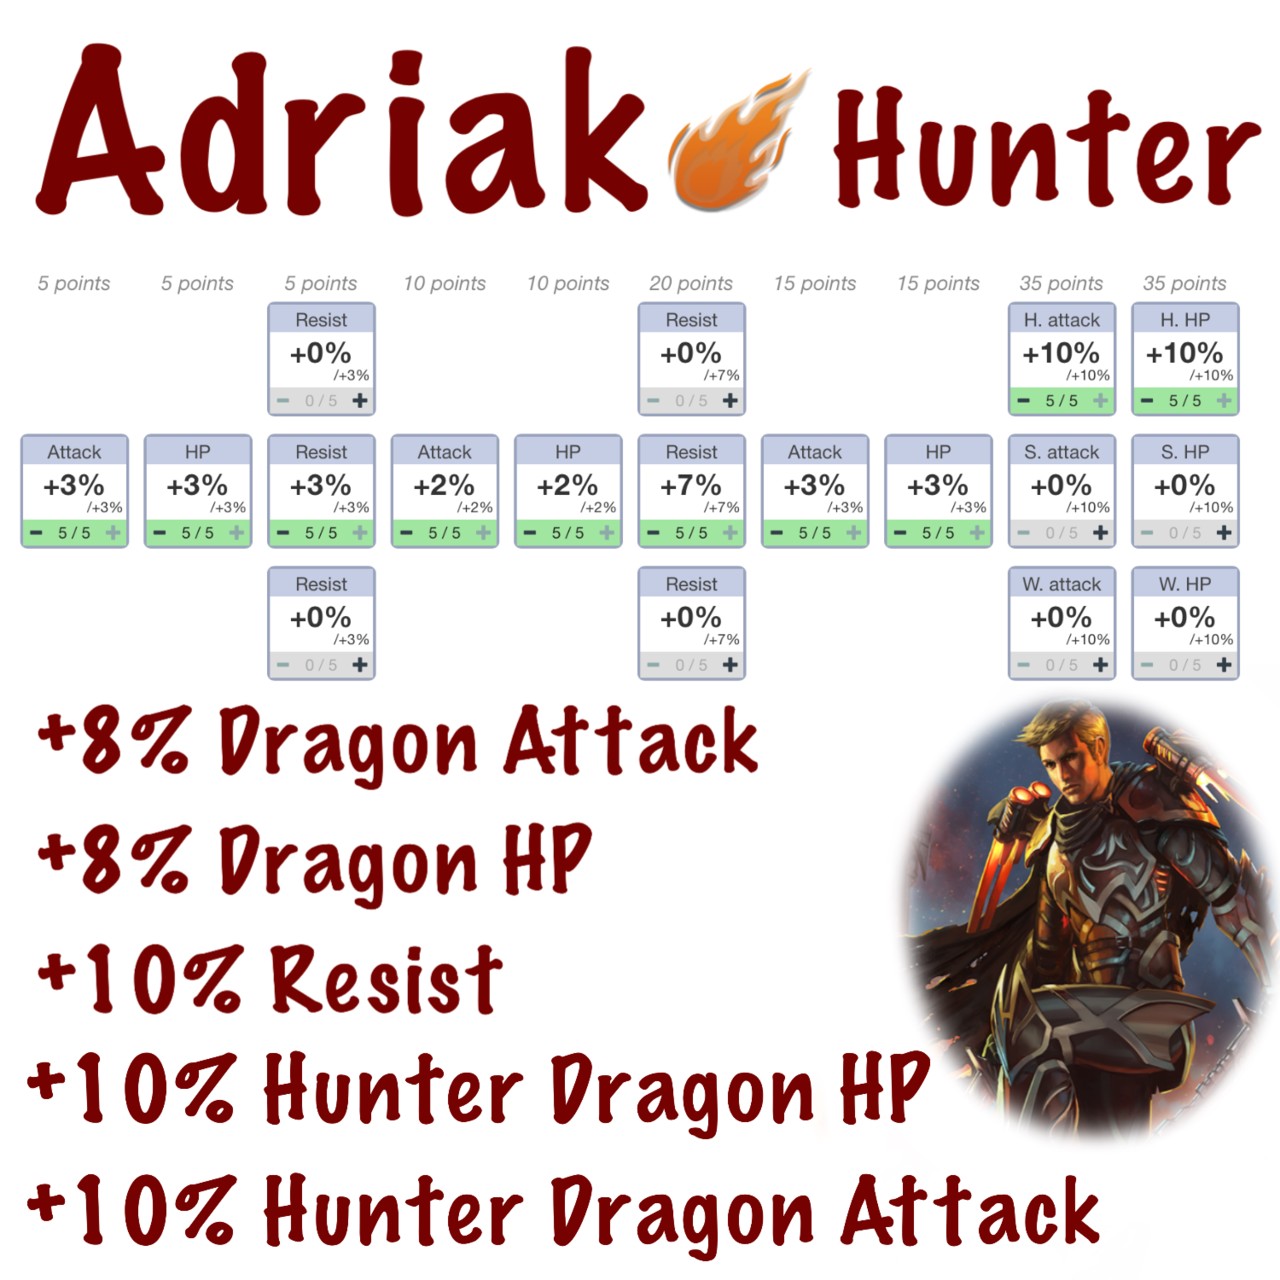 Adriak Hunter
5 points 5 points 5 points 10 points 10 points 20 points 15 points 15 points 35 points 35 points
Resist Resist H. attack H. HP
+0% +0% +10% +10%
/+3% /+7% /+10% /+10%
− 0/5 + − 0/5 + − 5/5 + − 5/5 +
Attack HP Resist Attack HP Resist Attack HP S. attack S. HP
+3% +3% +3% +2% +2% +7% +3% +3% +0% +0%
/+3% /+3% /+3% /+2% /+2% /+7% /+3% /+3% /+10% /+10%
− 5/5 + − 5/5 + − 5/5 + − 5/5 + − 5/5 + − 5/5 + − 5/5 + − 5/5 + − 0/5 + − 0/5 +
Resist Resist W. attack W. HP
+0% +0% +0% +0%
/+3% /+7% /+10% /+10%
− 0/5 + − 0/5 + − 0/5 + − 0/5 +
+8% Dragon Attack
+8% Dragon HP
+10% Resist
+10% Hunter Dragon HP
+10% Hunter Dragon Attack